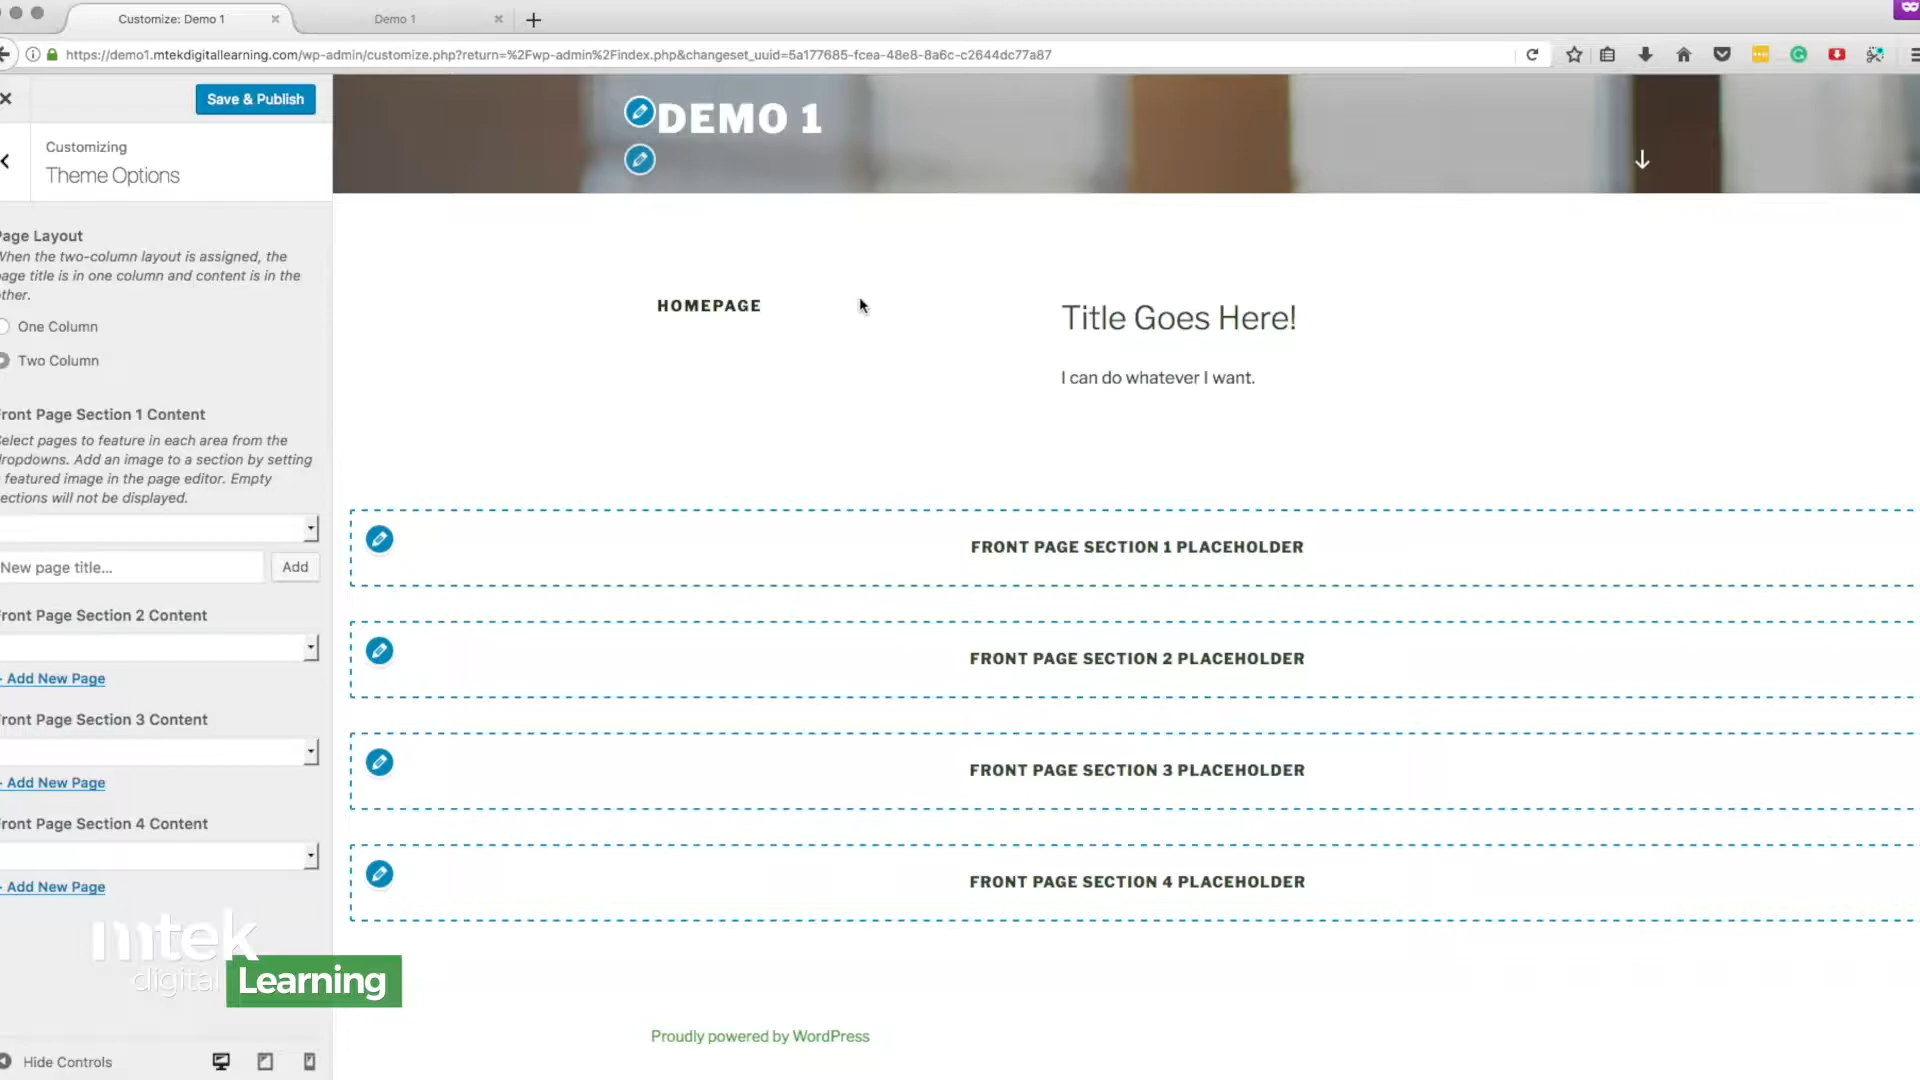 Customize: Demo 1
Demo 1
https://demo1.mtekdigitallearning.com/wp-admin/customize.php?return=%2Fwp-admin%2Findex.php&changeset_uuid=5a177685-fcea-48e8-8a6c-c2644dc77a87
Save & Publish
Customizing
Theme Options
DEMO 1
Page Layout
When the two-column layout is assigned, the
page title is in one column and content is in the
other.
One Column
Two Column
HOMEPAGE
Title Goes Here!
I can do whatever I want.
ront Page Section 1 Content
elect pages to feature in each area from the
ropdowns. Add an image to a section by setting
featured image in the page editor. Empty
ections will not be displayed.
New page title...
Add
ront Page Section 2 Content
Add New Page
ront Page Section 3 Content
Add New Page
ront Page Section 4 Content
Add New Page
FRONT PAGE SECTION 1 PLACEHOLDER
FRONT PAGE SECTION 2 PLACEHOLDER
FRONT PAGE SECTION 3 PLACEHOLDER
FRONT PAGE SECTION 4 PLACEHOLDER
mtek
digital Learning
Proudly powered by WordPress
Hide Controls